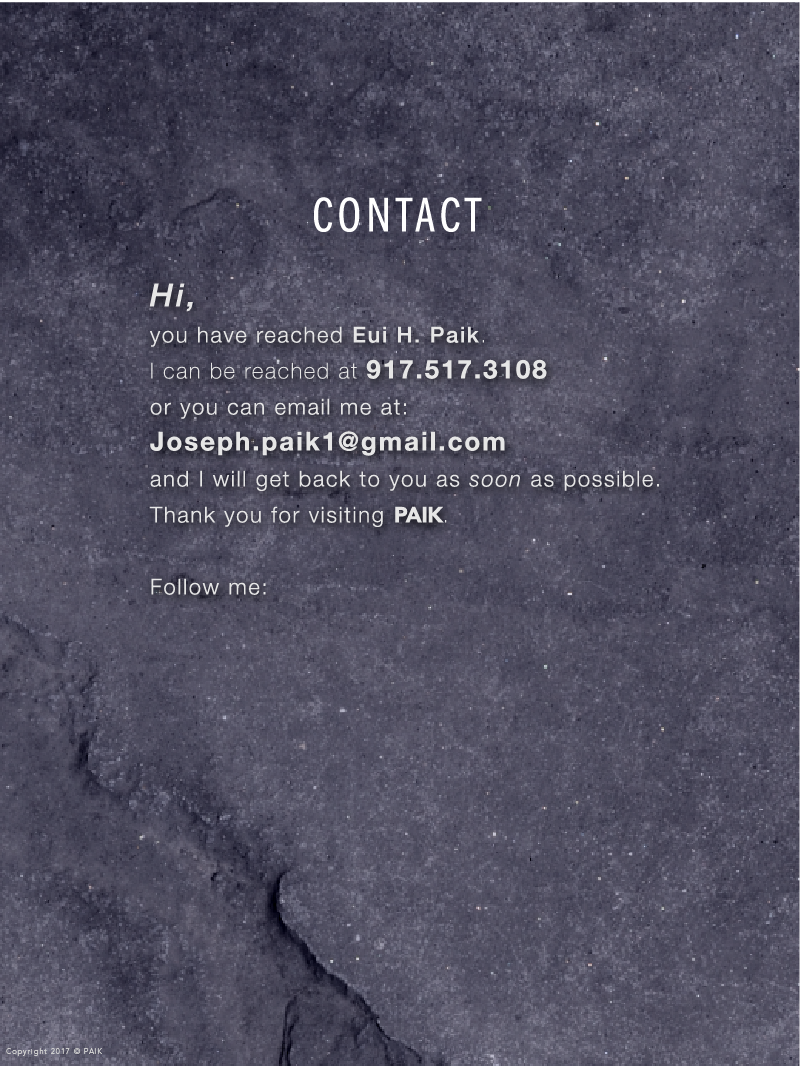 CONTACT
Hi,
you have reached Eui H. Paik.
I can be reached at 917.517.3108
or you can email me at:
Joseph.paik1@gmail.com
and I will get back to you as soon as possible.
Thank you for visiting PAIK.
Follow me:
Copyright 2017 © PAIK